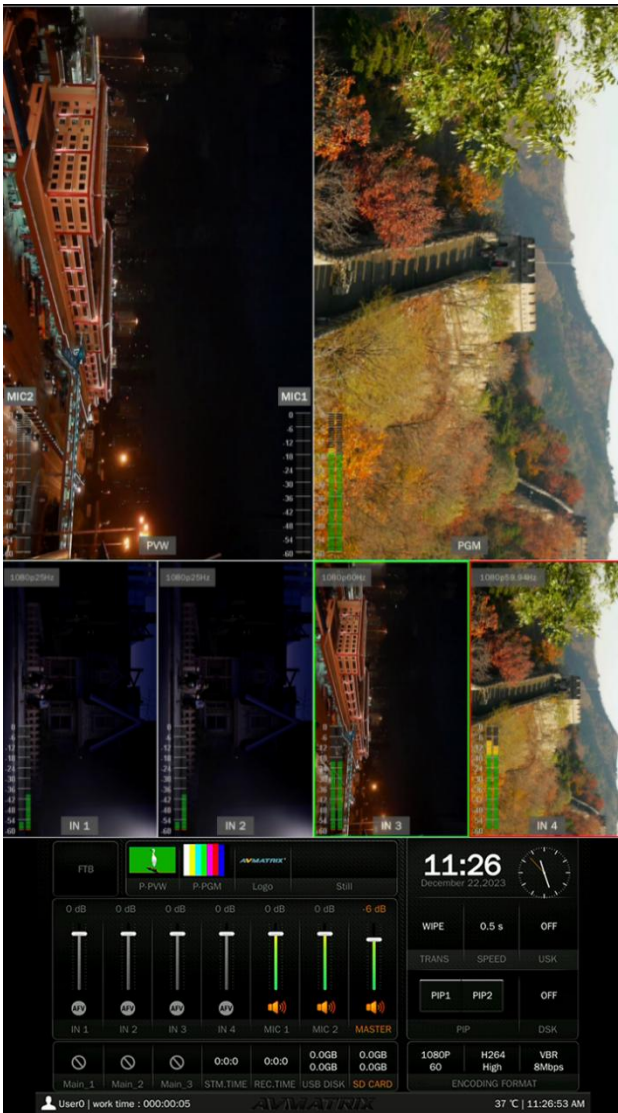 MIC2
MIC1
0
-6
-12
-18
-24
-30
-36
-42
-48
-54
-60
PVW
PGM
1080p25Hz
1080p25Hz
1080p60Hz
1080p59.94Hz
IN 1
IN 2
IN 3
IN 4
FTB
AVMATRIX
P-PVW
P-PGM
Logo
Still
11:26
December 22,2023
0 dB 0 dB 0 dB 0 dB 0 dB 0 dB -6 dB
WIPE 0.5 s OFF
TRANS SPEED USK
AFV AFV AFV AFV
IN 1 IN 2 IN 3 IN 4 MIC 1 MIC 2 MASTER
PIP1 PIP2 OFF
PIP DSK
0:0:0 0:0:0 0.0GB 0.0GB
0.0GB 0.0GB
Main_1 Main_2 Main_3 STM.TIME REC.TIME USB DISK SD CARD
1080P H264 VBR
60 High 8Mbps
ENCODING FORMAT
User0 | work time : 000:00:05
AVMATRIX
37 ℃ | 11:26:53 AM